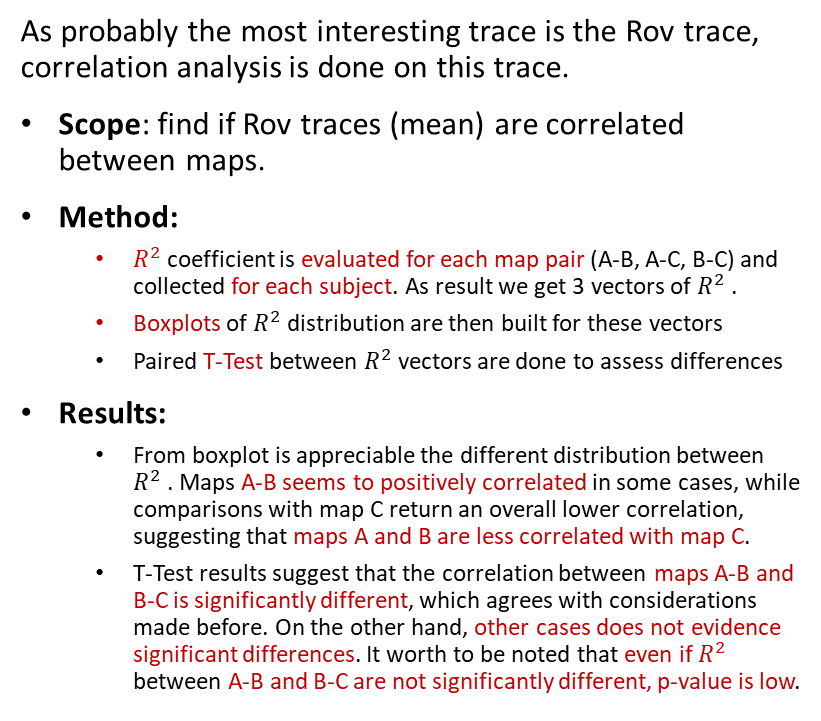 As probably the most interesting trace is the Rov trace,
correlation analysis is done on this trace.
• Scope: find if Rov traces (mean) are correlated
between maps.
• Method:
• R² coefficient is evaluated for each map pair (A-B, A-C, B-C) and
collected for each subject. As result we get 3 vectors of R² .
• Boxplots of R² distribution are then built for these vectors
• Paired T-Test between R² vectors are done to assess differences
• Results:
• From boxplot is appreciable the different distribution between
R² . Maps A-B seems to positively correlated in some cases, while
comparisons with map C return an overall lower correlation,
suggesting that maps A and B are less correlated with map C.
• T-Test results suggest that the correlation between maps A-B and
B-C is significantly different, which agrees with considerations
made before. On the other hand, other cases does not evidence
significant differences. It worth to be noted that even if R²
between A-B and B-C are not significantly different, p-value is low.